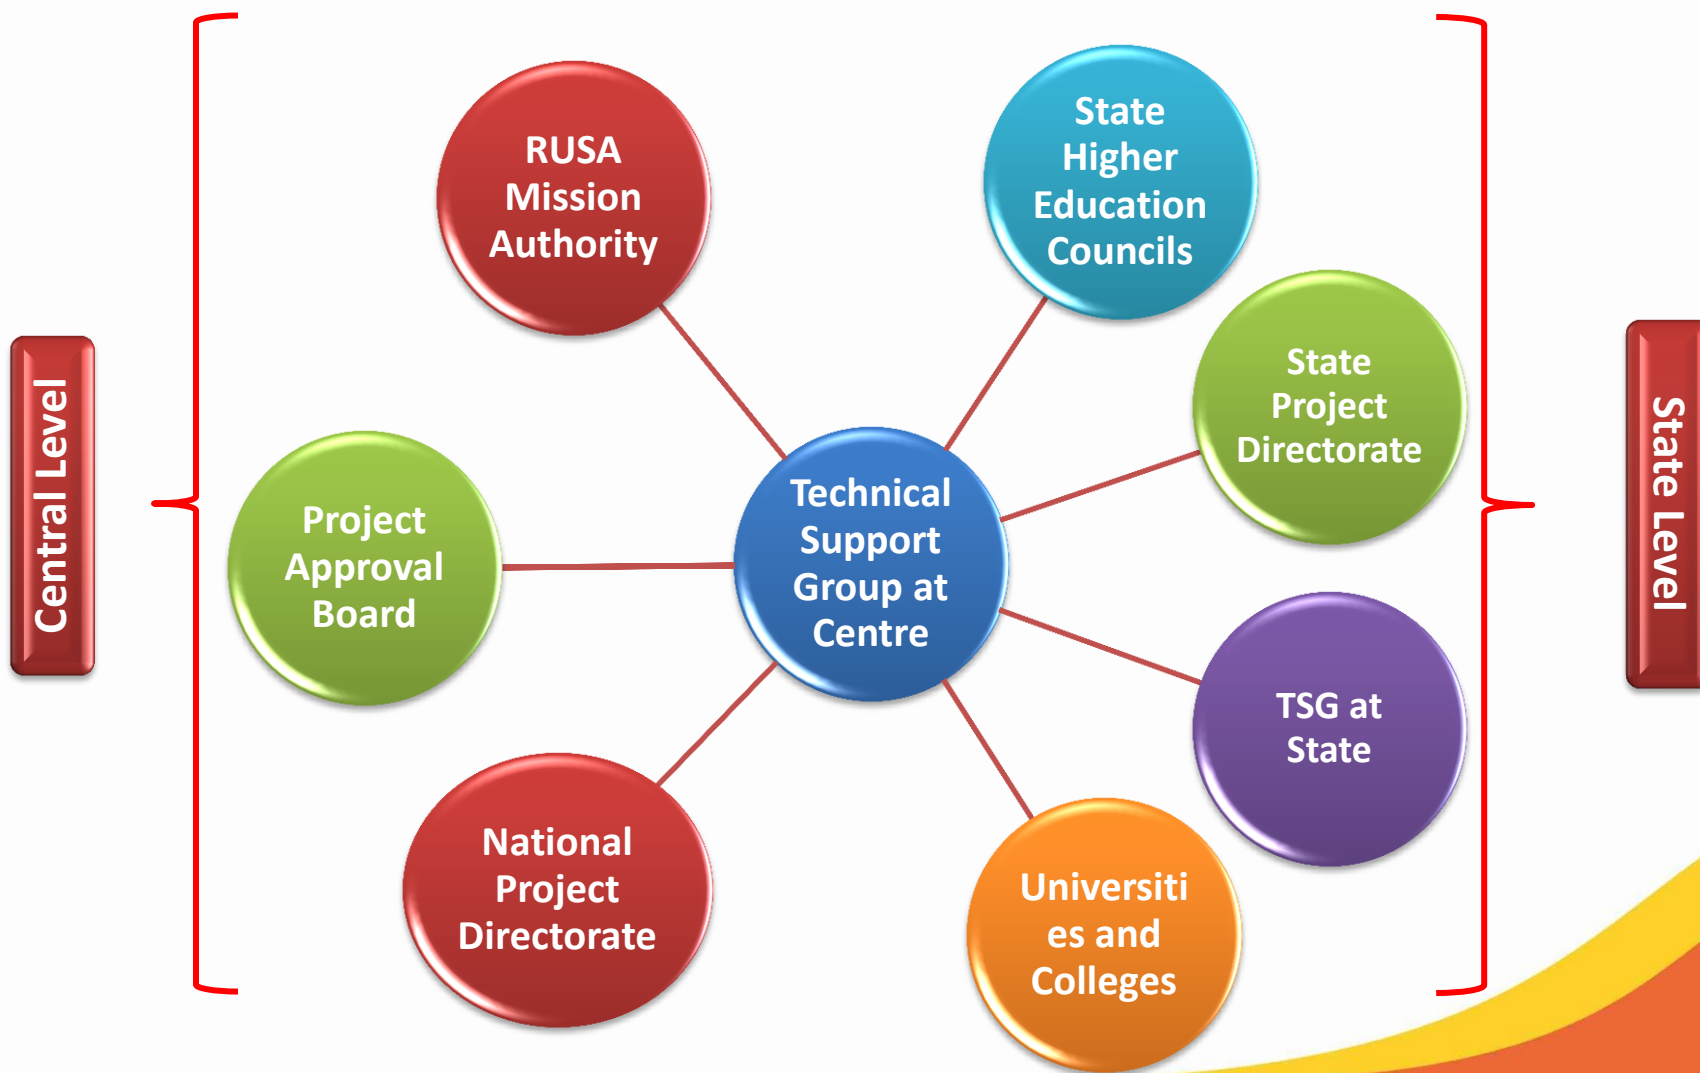 Central Level
RUSA
Mission
Authority
Project
Approval
Board
National
Project
Directorate
Technical
Support
Group at
Centre
State
Higher
Education
Councils
State
Project
Directorate
TSG at
State
Universiti
es and
Colleges
State Level